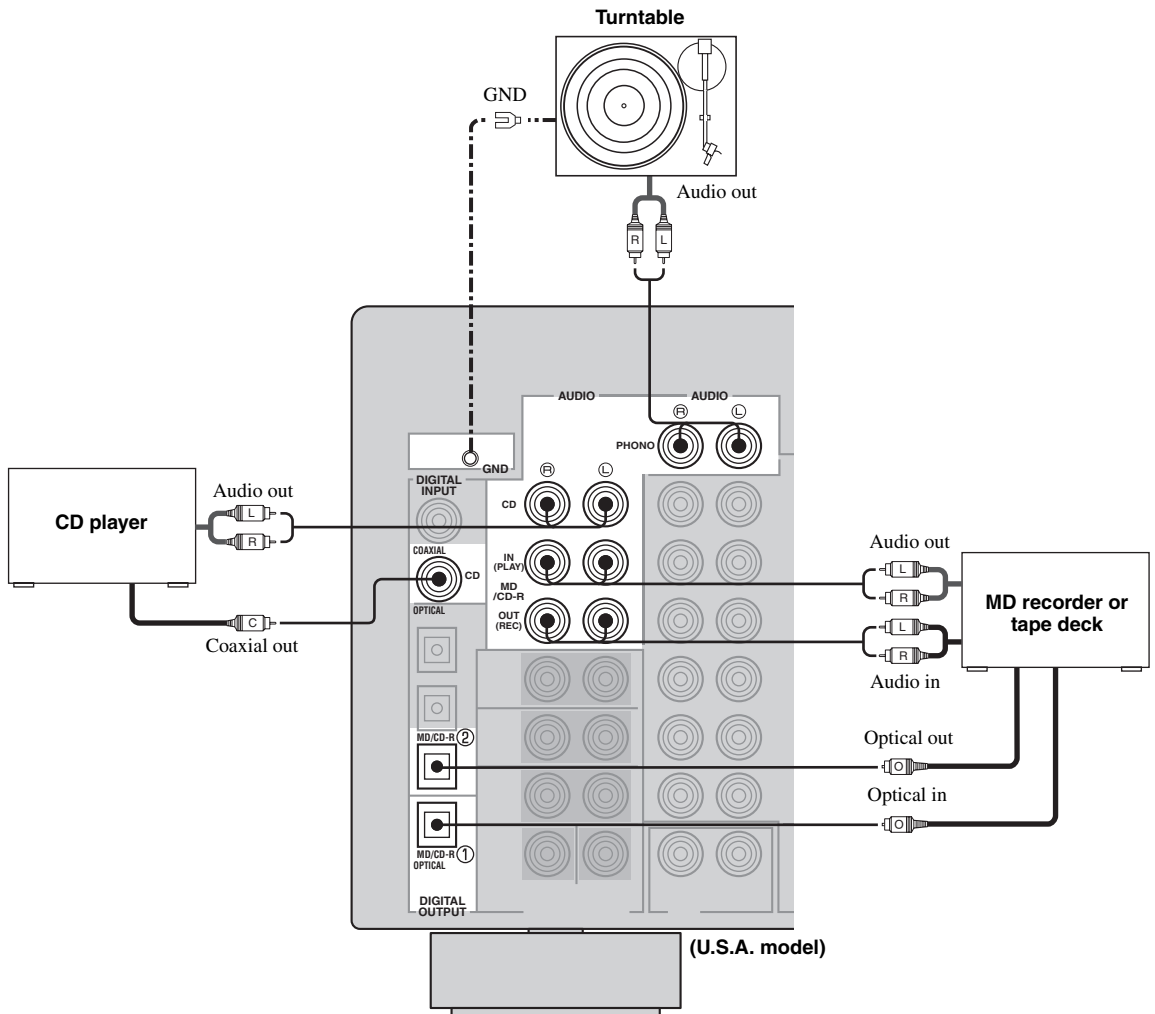 Turntable
GND
Audio out
R L
AUDIO AUDIO
R L
PHONO
GND
R L
DIGITAL
INPUT
Audio out
L
R
CD player
CD
COAXIAL
CD
IN
(PLAY)
MD
/CD-R
OUT
(REC)
OPTICAL
C
Coaxial out
Audio out
L
R
MD recorder or
tape deck
L
R
Audio in
MD/CD-R ②
Optical out
O
Optical in
O
MD/CD-R ①
OPTICAL
DIGITAL
OUTPUT
(U.S.A. model)